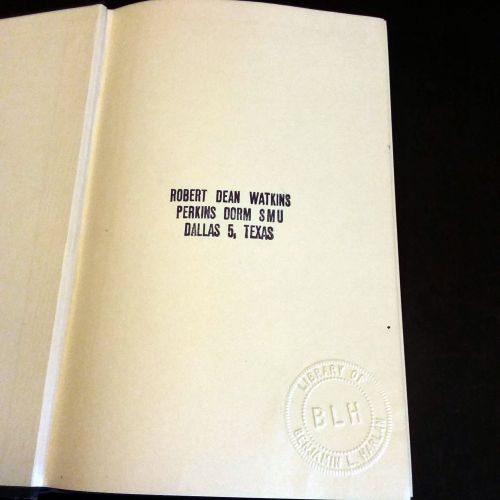 ROBERT DEAN WATKINS
PERKINS DORM SMU
DALLAS 5, TEXAS
LIBRARY OF
BLH
BENJAMIN L. HARLAN